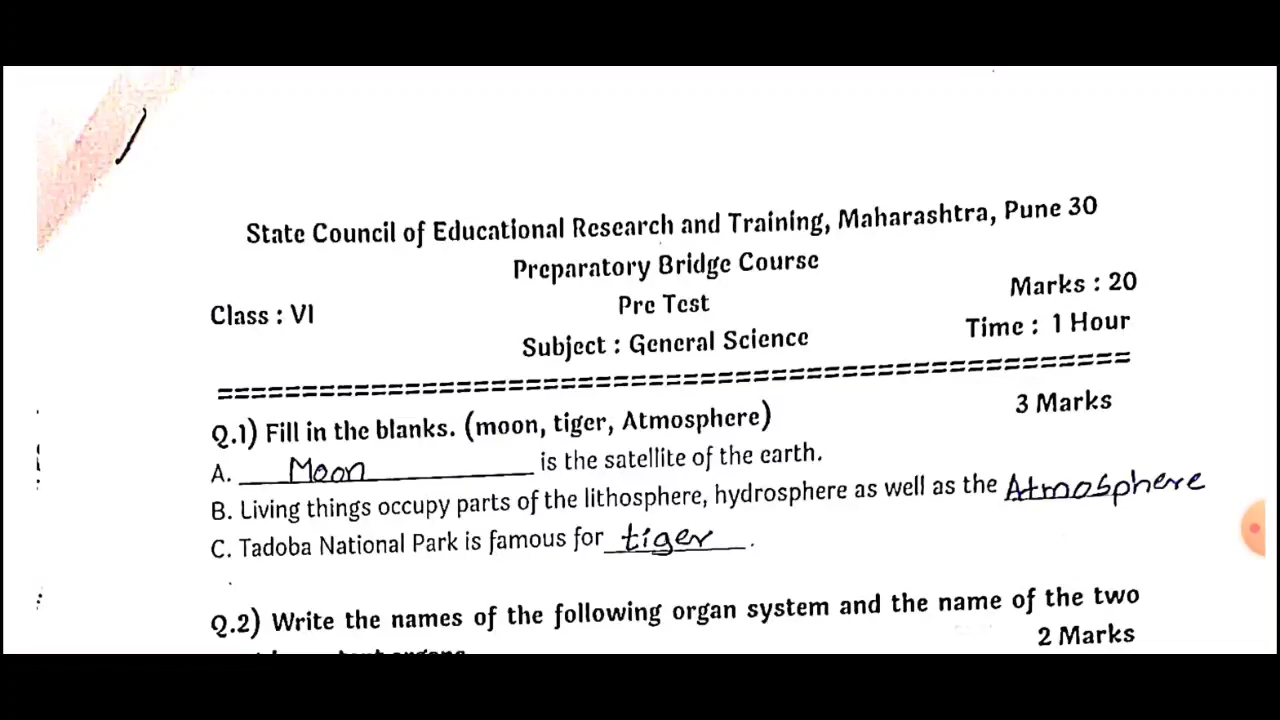 State Council of Educational Research and Training, Maharashtra, Pune 30
Preparatory Bridge Course
Class : VI Pre Test Marks : 20
Subject : General Science Time : 1 Hour
======================================================
Q.1) Fill in the blanks. (moon, tiger, Atmosphere) 3 Marks
A. Moon is the satellite of the earth.
B. Living things occupy parts of the lithosphere, hydrosphere as well as the Atmosphere
C. Tadoba National Park is famous for tiger.
Q.2) Write the names of the following organ system and the name of the two
2 Marks